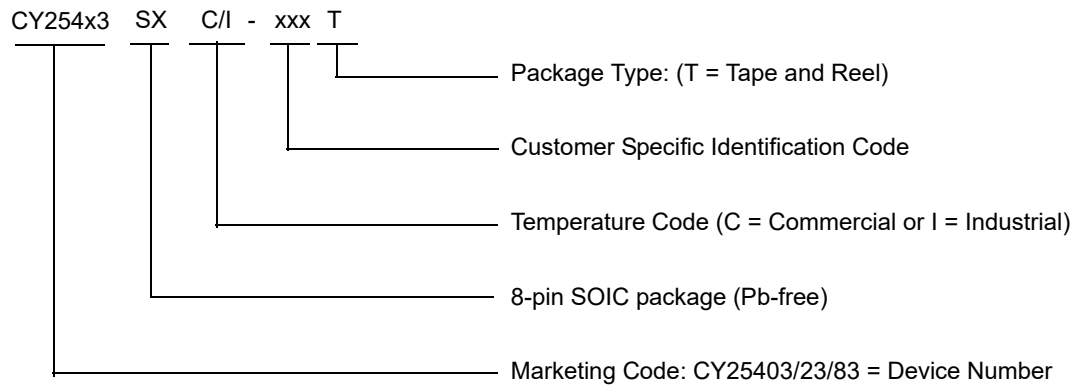 CY254x3 SX C/I - xxx T
Package Type: (T = Tape and Reel)
Customer Specific Identification Code
Temperature Code (C = Commercial or I = Industrial)
8-pin SOIC package (Pb-free)
Marketing Code: CY25403/23/83 = Device Number